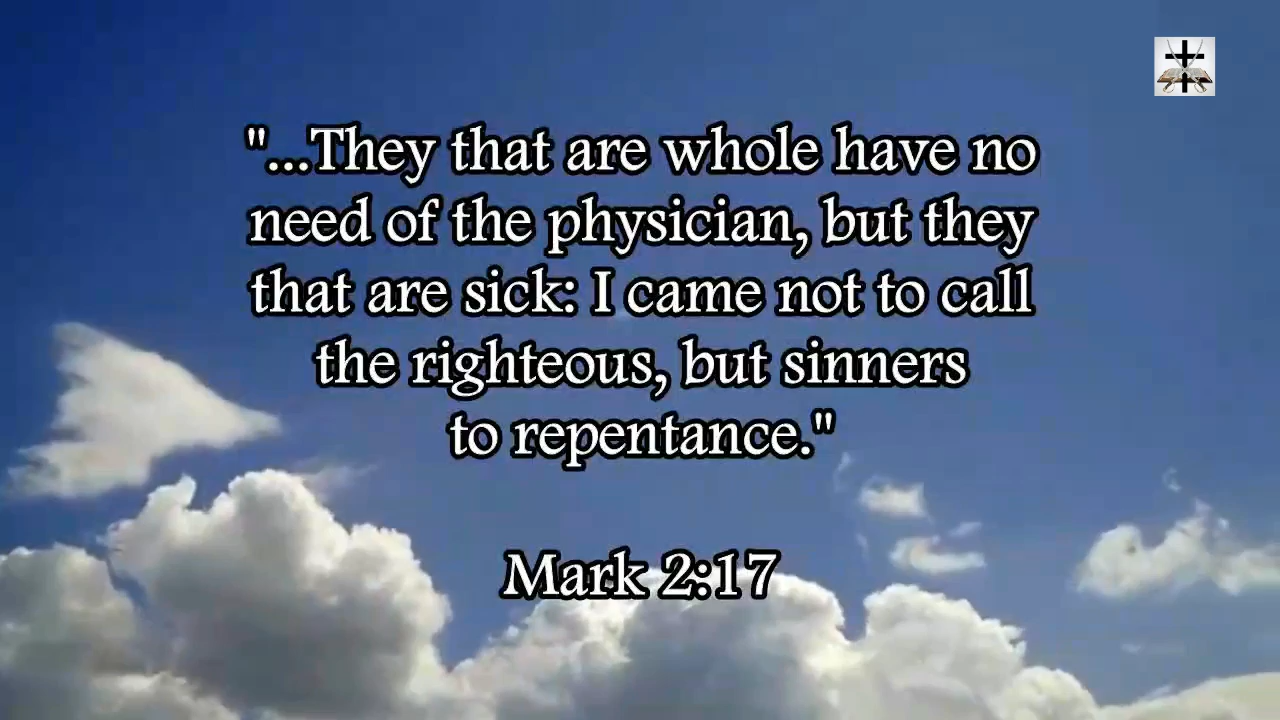 "...They that are whole have no
need of the physician, but they
that are sick: I came not to call
the righteous, but sinners
to repentance."
Mark 2:17